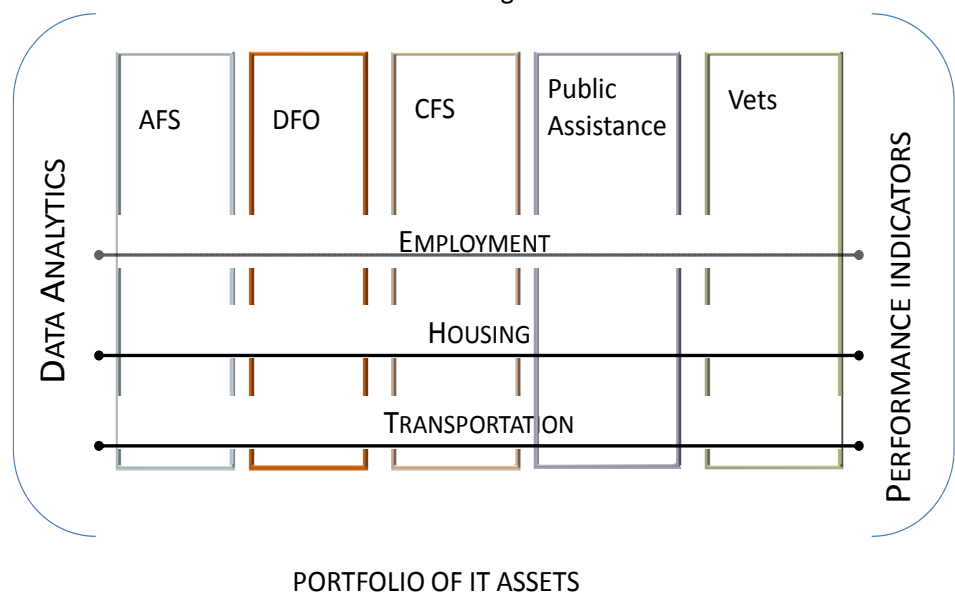 AFS
DFO
CFS
Public
Assistance
Vets
DATA ANALYTICS
EMPLOYMENT
HOUSING
TRANSPORTATION
PERFORMANCE INDICATORS
PORTFOLIO OF IT ASSETS